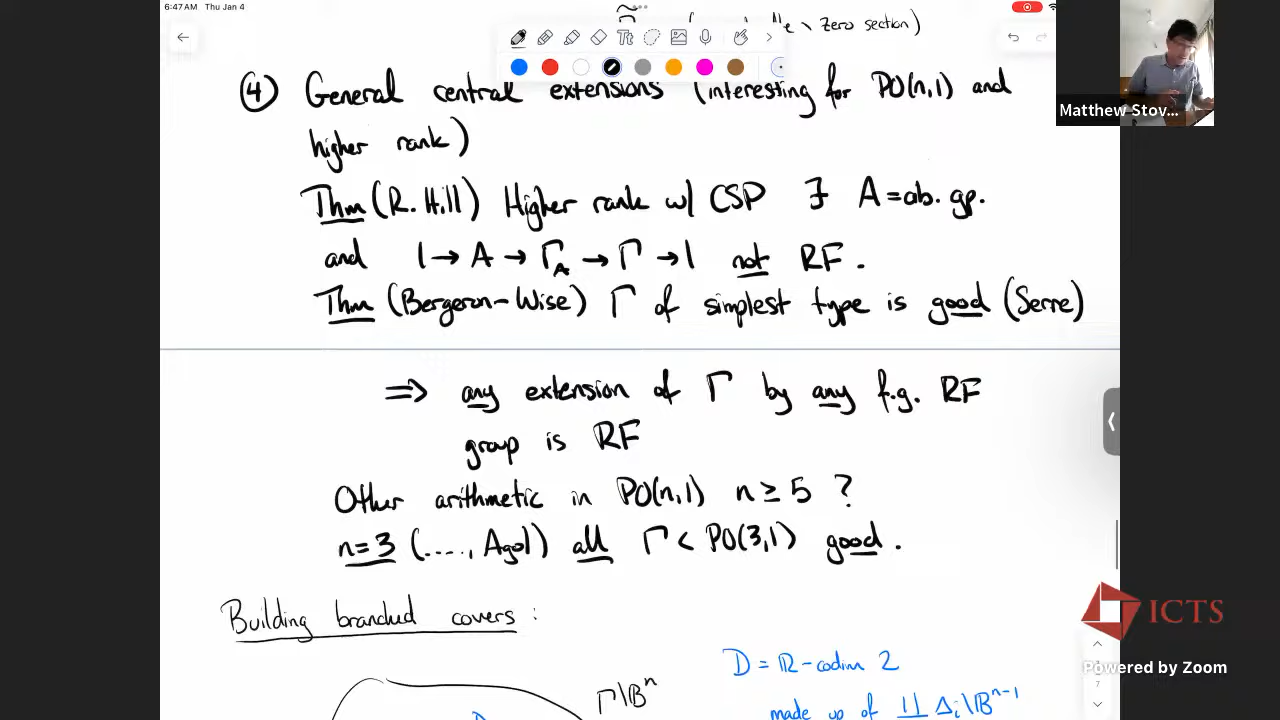 6:47AM Thu Jan 4
zero section)
④ General central extensions (interesting for PO(n,1) and
higher rank)
Thm (R. Hill) Higher rank w/ CSP ∃ A = ab. gp.
and 1 → A → Γ_A → Γ → 1 not RF.
Thm (Bergeron-Wise) Γ of simplest type is good (Serre)
⟹ any extension of Γ by any f.g. RF
group is RF
Other arithmetic in PO(n,1) n ≥ 5 ?
n=3 (...., Agol) all Γ < PO(3,1) good.
Building branched covers :
Γ\B^n
D = ℝ-codim 2
made up of ∐ Δ_i\B^{n-1}
Matthew Stov...
ICTS
Powered by Zoom
7